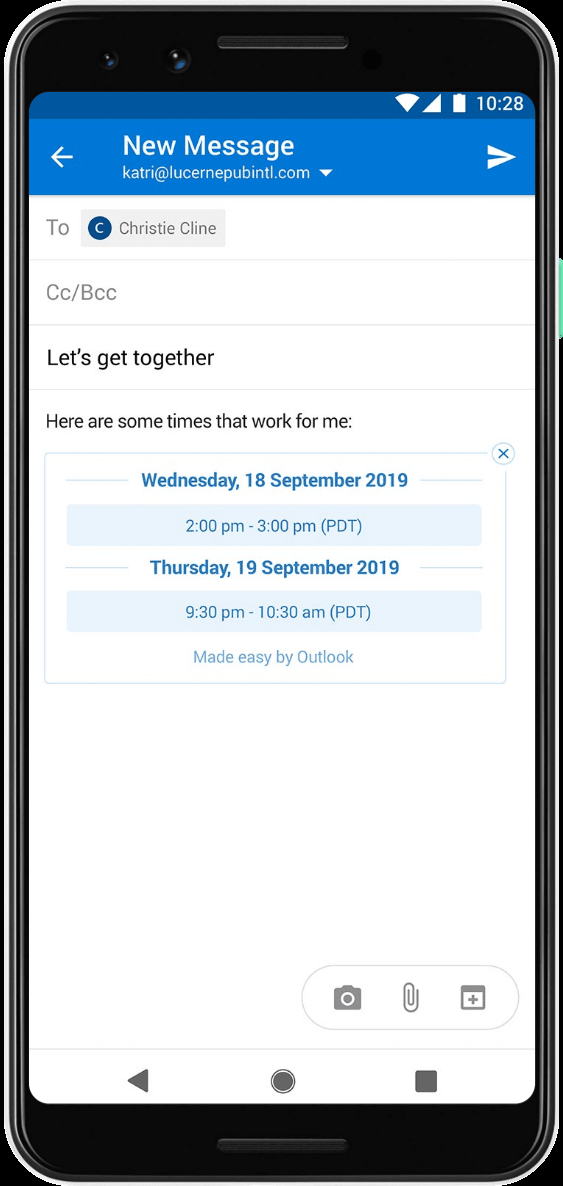 10:28
New Message
katri@lucernepubintl.com
To C Christie Cline
Cc/Bcc
Let's get together
Here are some times that work for me:
Wednesday, 18 September 2019
2:00 pm - 3:00 pm (PDT)
Thursday, 19 September 2019
9:30 pm - 10:30 am (PDT)
Made easy by Outlook